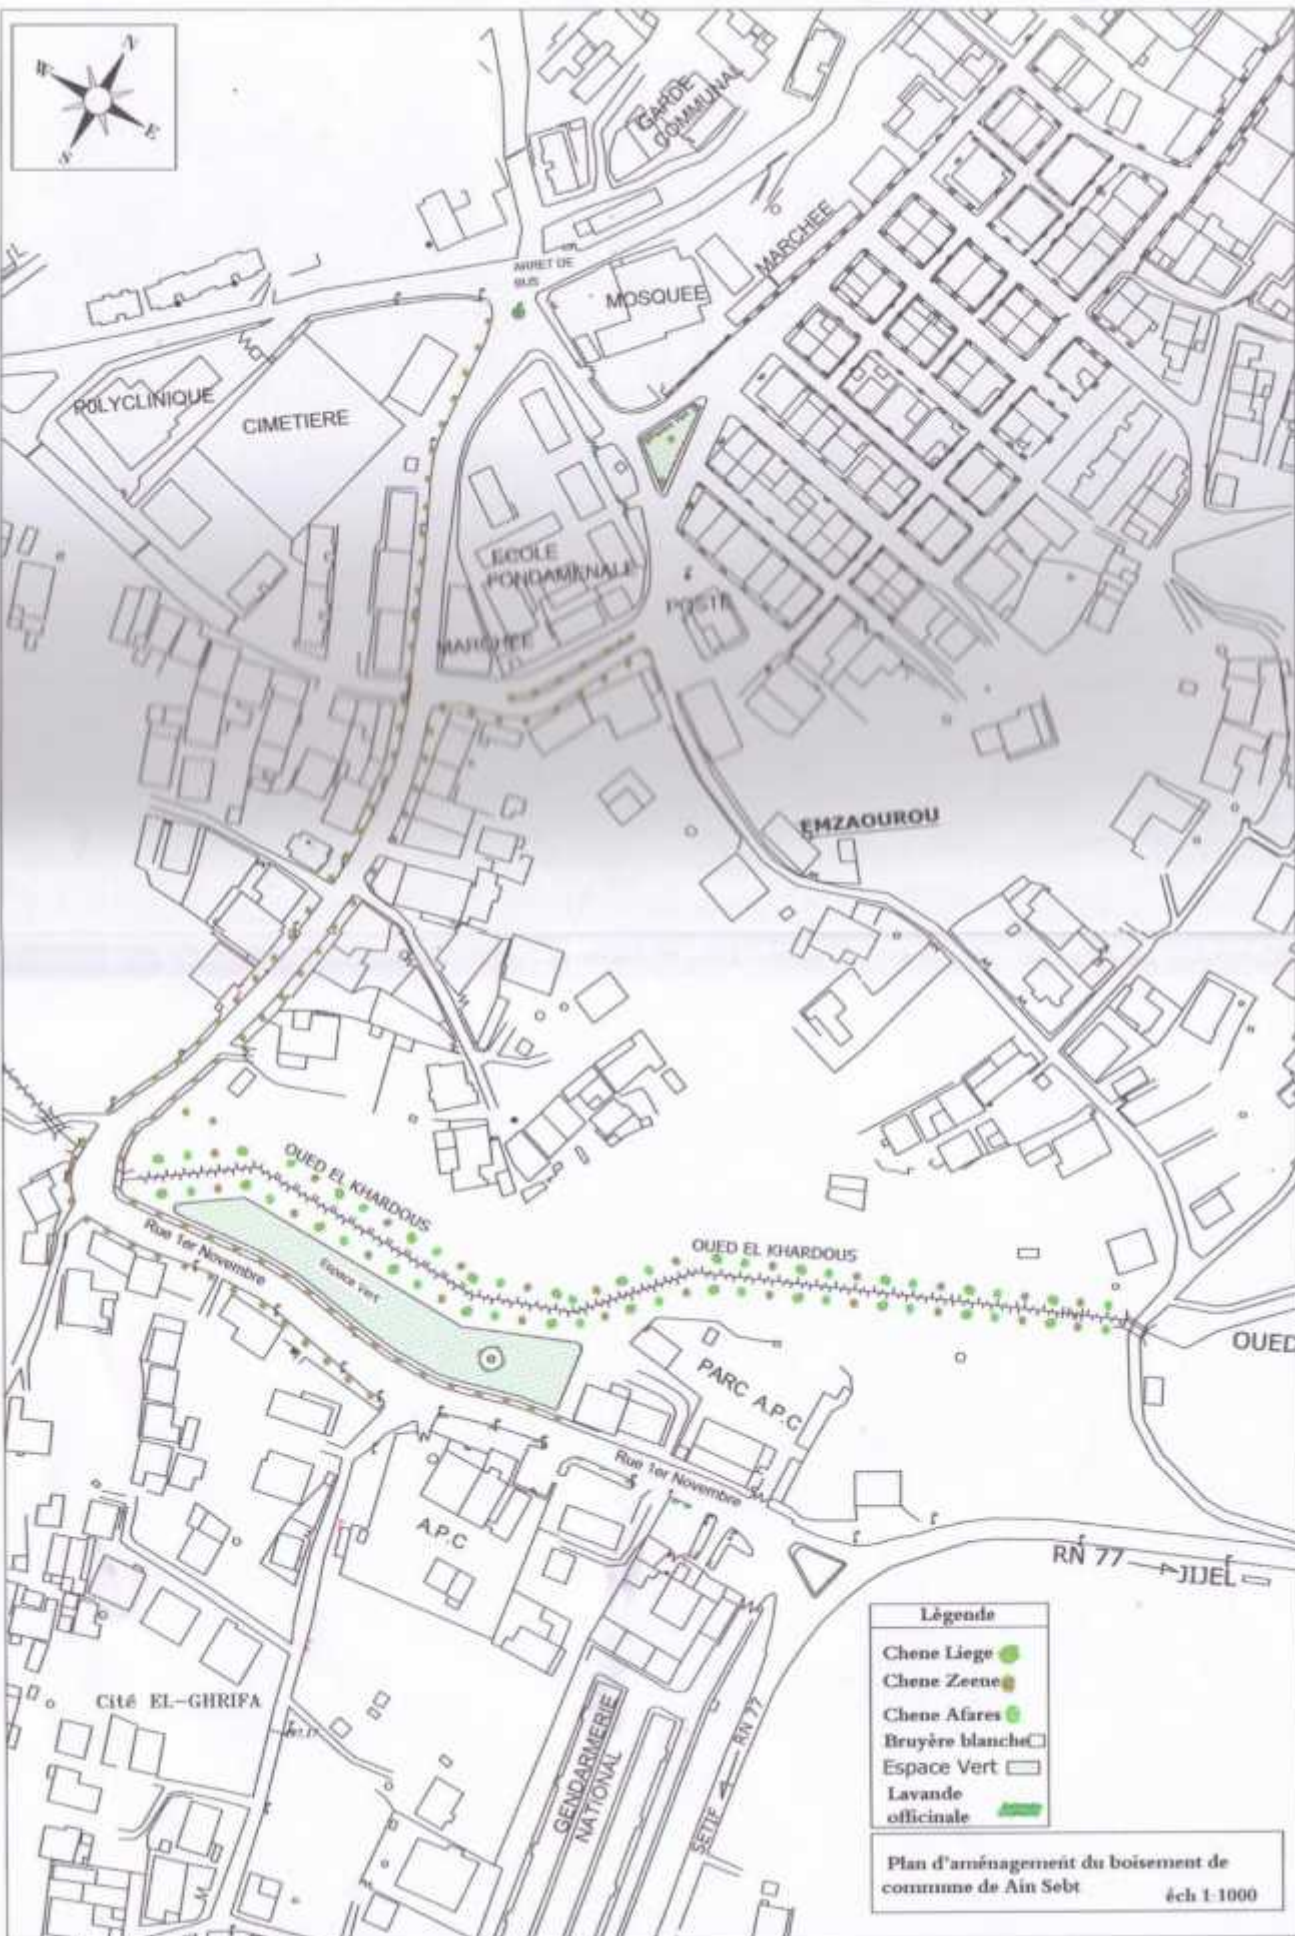 N
W
E
S
GARDE
COMMUNAL
MARCHEE
ARRET DE
BUS
MOSQUEE
POLYCLINIQUE
CIMETIERE
ECOLE
FONDAMENALE
POSTE
MARCHEE
EMZAOUROU
OUED EL KHARDOUS
OUED EL KHARDOUS
Rue 1er Novembre
Espace vert
OUED
PARC A.P.C
Rue 1er Novembre
A.P.C
RN 77
JIJEL
Cité EL-GHRIFA
GENDARMERIE
NATIONAL
SETIF
RN 77
Lègende
Chene Liege
Chene Zeene
Chene Afares
Bruyère blanche
Espace Vert
Lavande
officinale
Plan d'aménagement du boisement de
commune de Ain Sebt
éch 1-1000